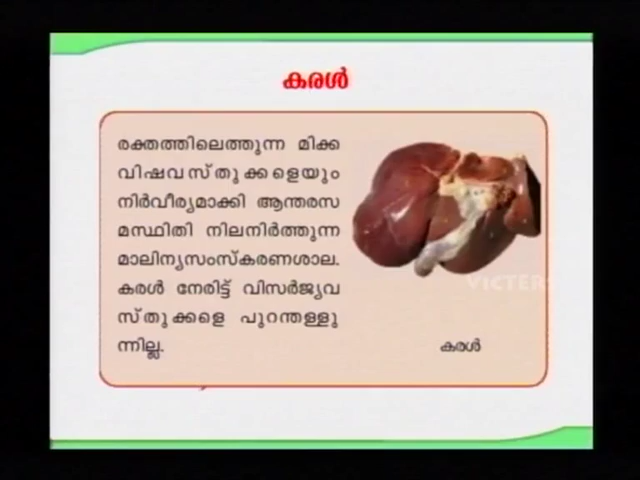 കരൾ
രക്തത്തിലെത്തുന്ന മിക്ക
വിഷവസ്തുക്കളെയും
നിർവീര്യമാക്കി ആന്തരസ
മസ്ഥിതി നിലനിർത്തുന്ന
മാലിന്യസംസ്കരണശാല.
കരൾ നേരിട്ട് വിസർജ്യവ
സ്തുക്കളെ പുറന്തള്ളു
ന്നില്ല.
കരൾ
VICTERS